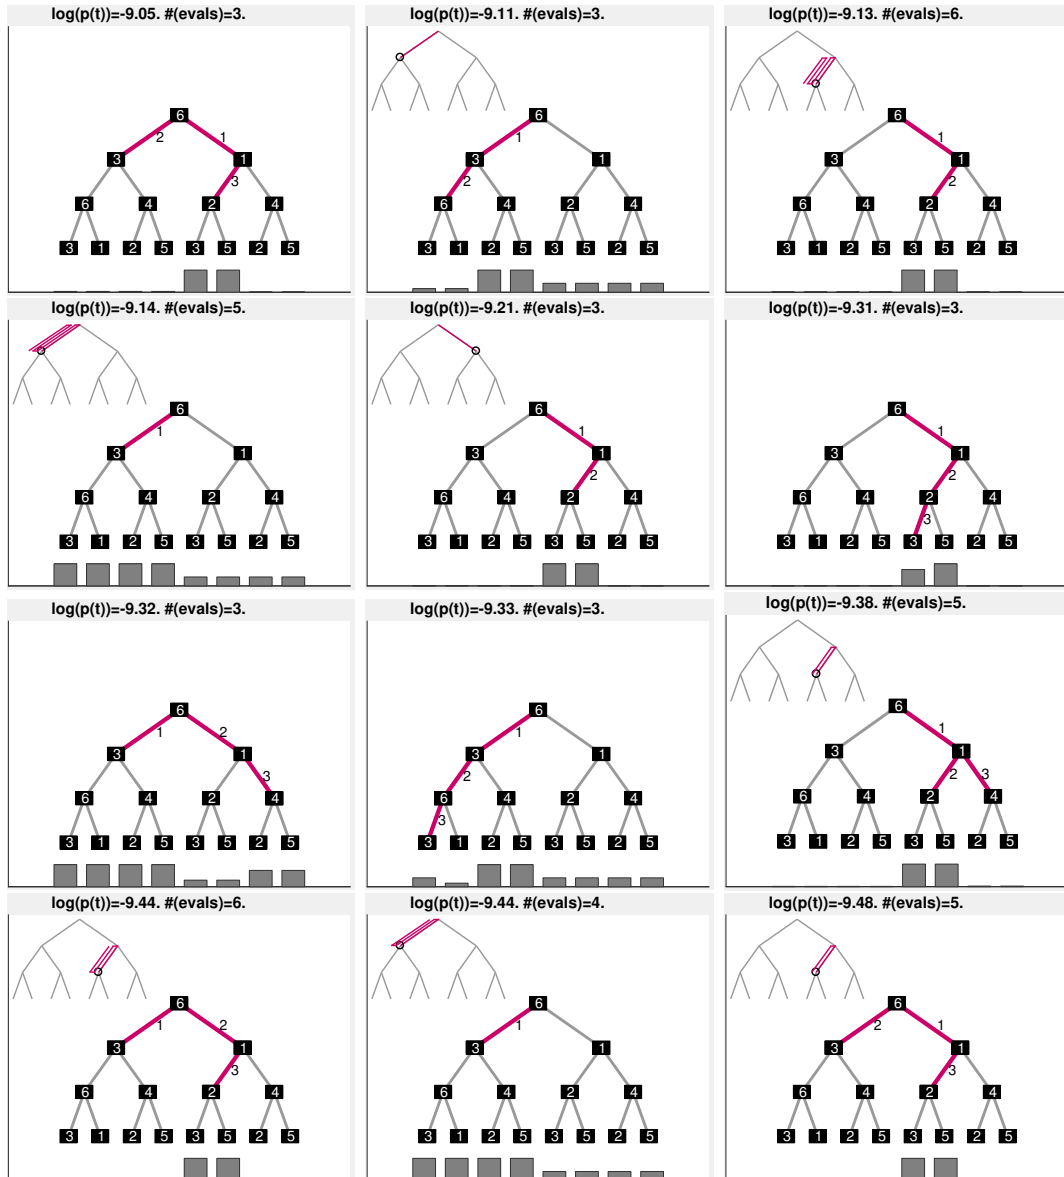 log(p(t))=-9.05. #(evals)=3.
6
2 1
3 1
3
6 4 2 4
3 1 2 5 3 5 2 5
log(p(t))=-9.11. #(evals)=3.
6
1
3 1
2
6 4 2 4
3 1 2 5 3 5 2 5
log(p(t))=-9.13. #(evals)=6.
6
1
3 1
2
6 4 2 4
3 1 2 5 3 5 2 5
log(p(t))=-9.14. #(evals)=5.
6
1
3 1
6 4 2 4
3 1 2 5 3 5 2 5
log(p(t))=-9.21. #(evals)=3.
6
1
3 1
2
6 4 2 4
3 1 2 5 3 5 2 5
log(p(t))=-9.31. #(evals)=3.
6
1
3 1
2
6 4 2 4
3
3 1 2 5 3 5 2 5
log(p(t))=-9.32. #(evals)=3.
6
1 2
3 1
3
6 4 2 4
3 1 2 5 3 5 2 5
log(p(t))=-9.33. #(evals)=3.
6
1
3 1
2
6 4 2 4
3
3 1 2 5 3 5 2 5
log(p(t))=-9.38. #(evals)=5.
6
1
3 1
2 3
6 4 2 4
3 1 2 5 3 5 2 5
log(p(t))=-9.44. #(evals)=6.
6
1 2
3 1
3
6 4 2 4
3 1 2 5 3 5 2 5
log(p(t))=-9.44. #(evals)=4.
6
1
3 1
6 4 2 4
3 1 2 5 3 5 2 5
log(p(t))=-9.48. #(evals)=5.
6
2 1
3 1
3
6 4 2 4
3 1 2 5 3 5 2 5